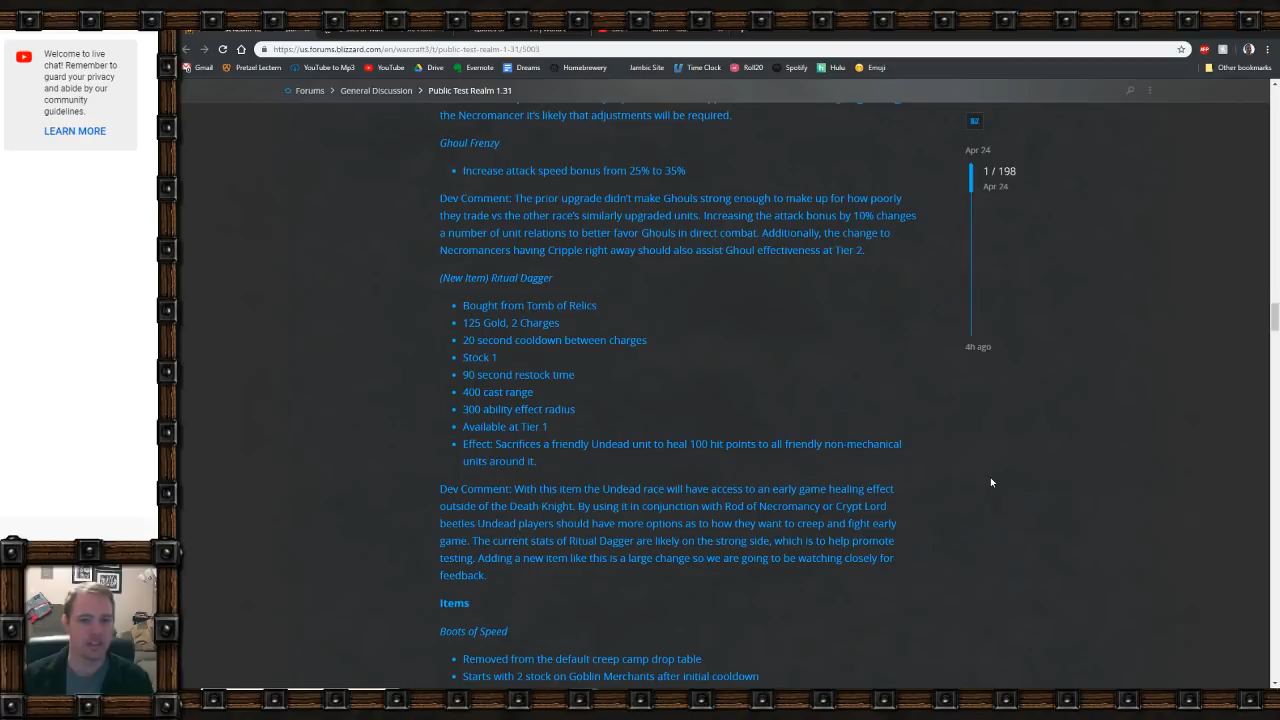 Welcome to live
chat! Remember to
guard your privacy
and abide by our
community
guidelines.
LEARN MORE
https://us.forums.blizzard.com/en/warcraft3/t/public-test-realm-1-31/5003
Gmail Pretzel Lectern YouTube to Mp3 YouTube Drive Evernote Dreams Homebrewery Jambic Site Time Clock Roll20 Spotify Hulu Emoji Other bookmarks
Forums General Discussion Public Test Realm 1.31
the Necromancer it's likely that adjustments will be required.
Ghoul Frenzy
Increase attack speed bonus from 25% to 35%
Dev Comment: The prior upgrade didn't make Ghouls strong enough to make up for how poorly
they trade vs the other race's similarly upgraded units. Increasing the attack bonus by 10% changes
a number of unit relations to better favor Ghouls in direct combat. Additionally, the change to
Necromancers having Cripple right away should also assist Ghoul effectiveness at Tier 2.
(New Item) Ritual Dagger
Bought from Tomb of Relics
125 Gold, 2 Charges
20 second cooldown between charges
Stock 1
90 second restock time
400 cast range
300 ability effect radius
Available at Tier 1
Effect: Sacrifices a friendly Undead unit to heal 100 hit points to all friendly non-mechanical
units around it.
Dev Comment: With this item the Undead race will have access to an early game healing effect
outside of the Death Knight. By using it in conjunction with Rod of Necromancy or Crypt Lord
beetles Undead players should have more options as to how they want to creep and fight early
game. The current stats of Ritual Dagger are likely on the strong side, which is to help promote
testing. Adding a new item like this is a large change so we are going to be watching closely for
feedback.
Items
Boots of Speed
Removed from the default creep camp drop table
Starts with 2 stock on Goblin Merchants after initial cooldown
Apr 24
1 / 198
Apr 24
4h ago